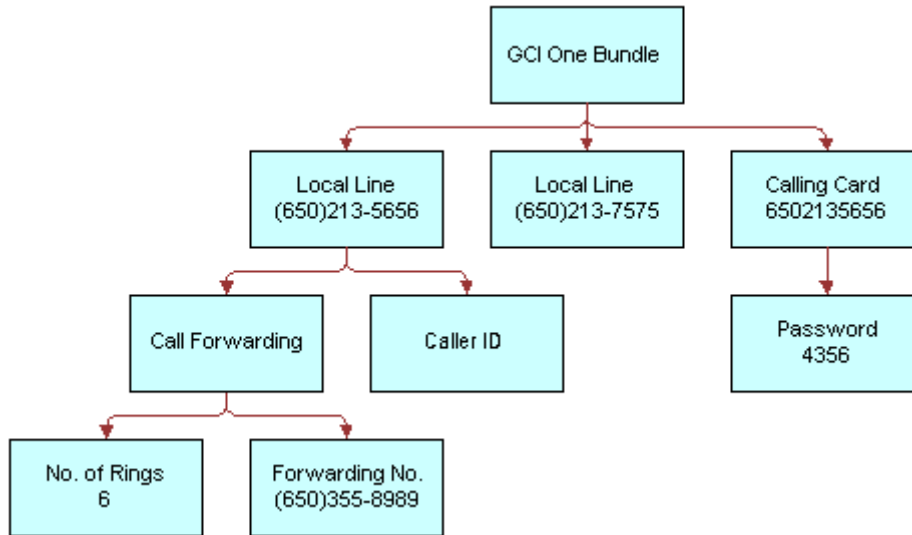 GCI One Bundle
Local Line
(650)213-5656
Local Line
(650)213-7575
Calling Card
6502135656
Call Forwarding
Caller ID
Password
4356
No. of Rings
6
Forwarding No.
(650)355-8989